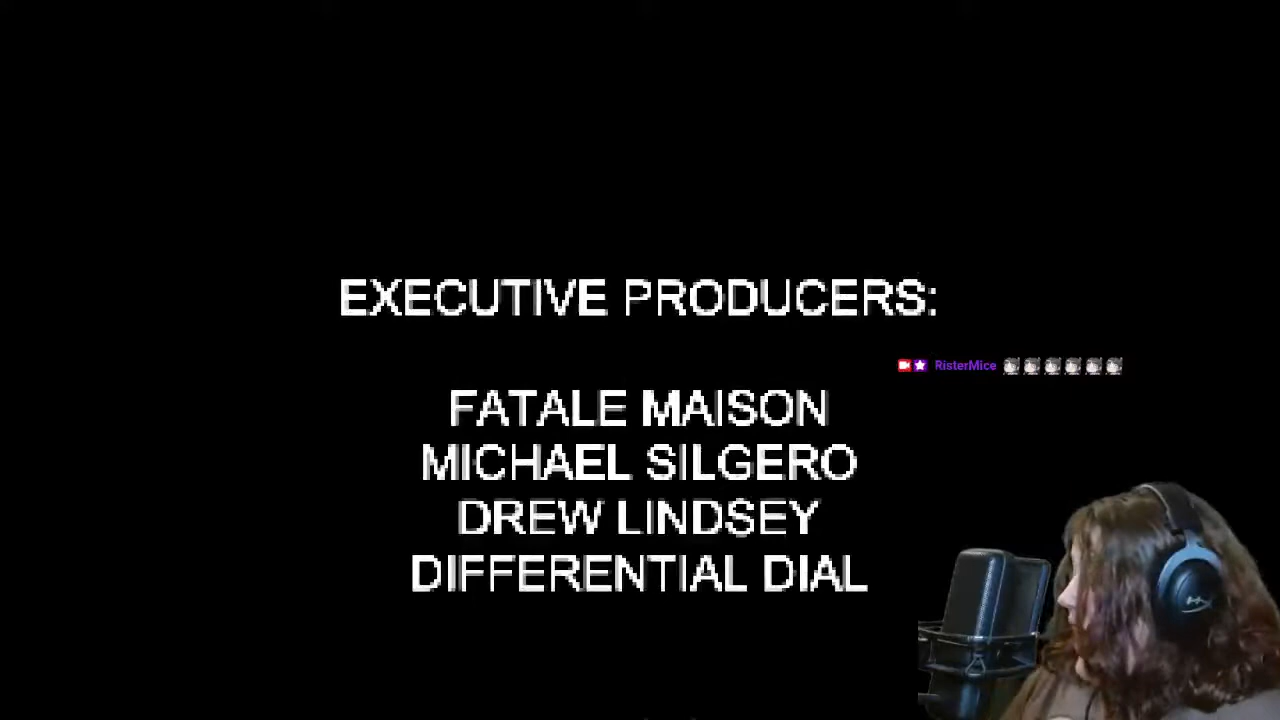 EXECUTIVE PRODUCERS:
RisterMice
FATALE MAISON
MICHAEL SILGERO
DREW LINDSEY
DIFFERENTIAL DIAL